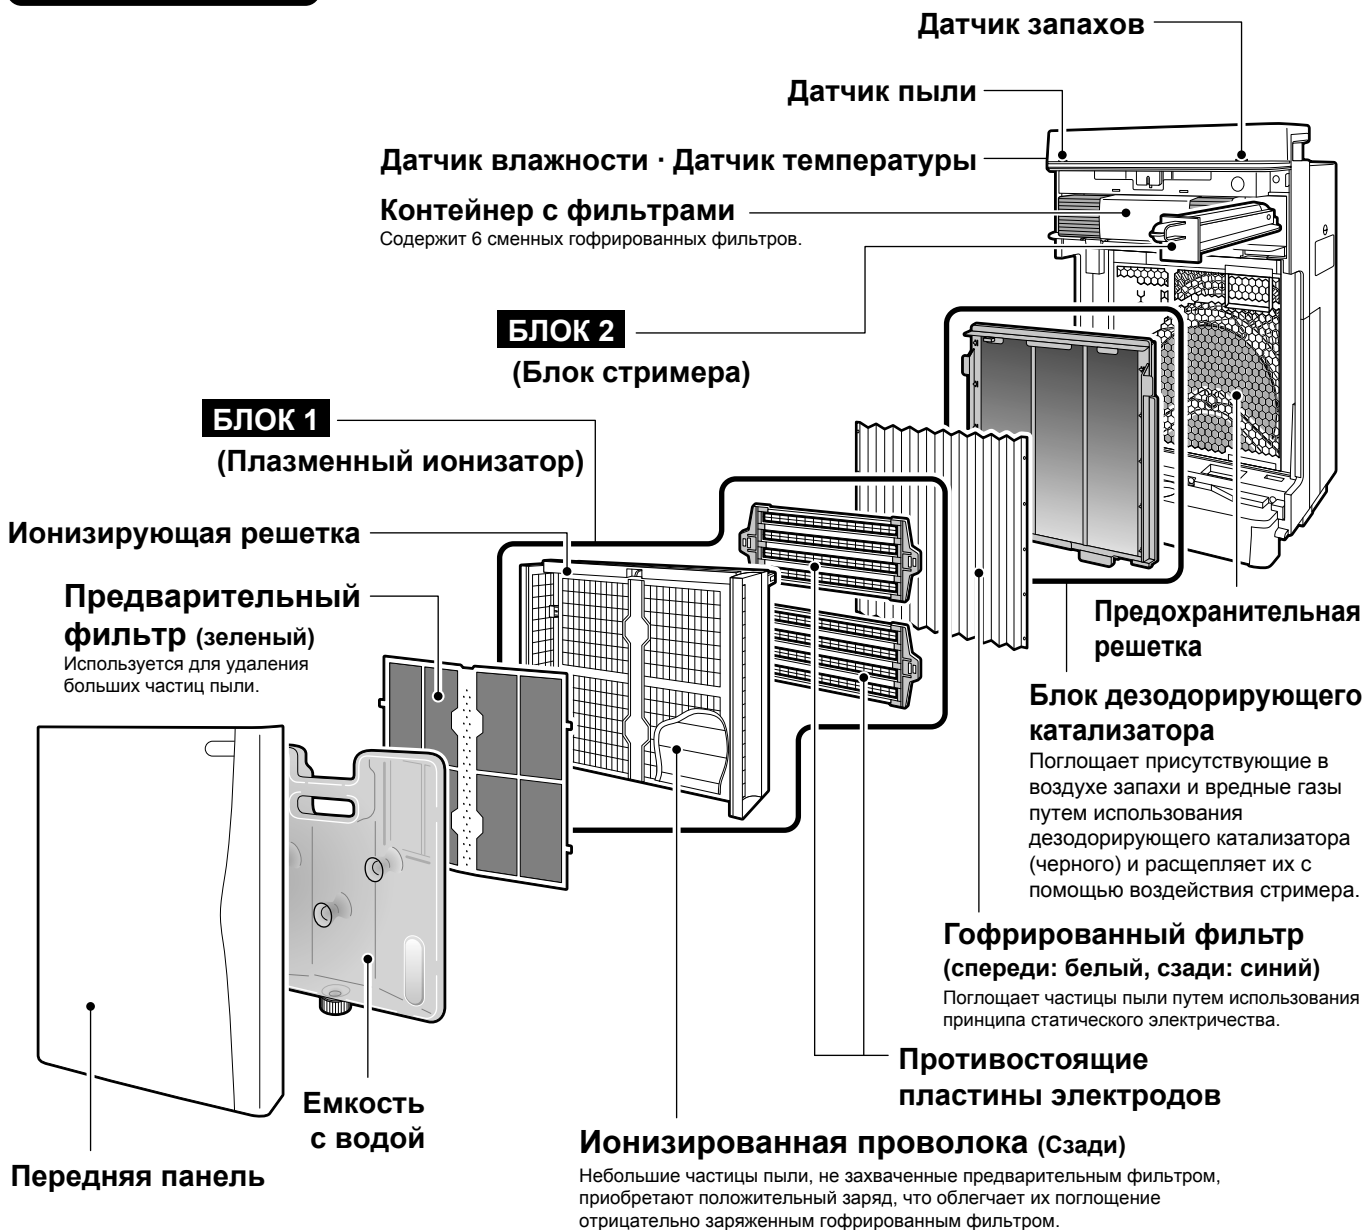 Датчик запахов
Датчик пыли
Датчик влажности · Датчик температуры
Контейнер с фильтрами
Содержит 6 сменных гофрированных фильтров.
БЛОК 2
(Блок стримера)
БЛОК 1
(Плазменный ионизатор)
Ионизирующая решетка
Предварительный
фильтр (зеленый)
Используется для удаления
больших частиц пыли.
Предохранительная
решетка
Блок дезодорирующего
катализатора
Поглощает присутствующие в
воздухе запахи и вредные газы
путем использования
дезодорирующего катализатора
(черного) и расщепляет их с
помощью воздействия стримера.
Гофрированный фильтр
(спереди: белый, сзади: синий)
Поглощает частицы пыли путем использования
принципа статического электричества.
Противостоящие
пластины электродов
Емкость
с водой
Передняя панель
Ионизированная проволока (Сзади)
Небольшие частицы пыли, не захваченные предварительным фильтром,
приобретают положительный заряд, что облегчает их поглощение
отрицательно заряженным гофрированным фильтром.